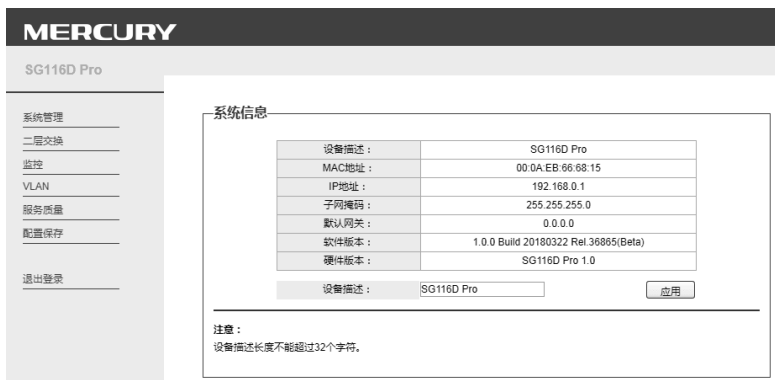 MERCURY
SG116D Pro
系统管理
二层交换
监控
VLAN
服务质量
配置保存
退出登录
系统信息
设备描述： SG116D Pro
MAC地址： 00:0A:EB:66:68:15
IP地址： 192.168.0.1
子网掩码： 255.255.255.0
默认网关： 0.0.0.0
软件版本： 1.0.0 Build 20180322 Rel.36865(Beta)
硬件版本： SG116D Pro 1.0
设备描述： SG116D Pro 应用
注意：
设备描述长度不能超过32个字符。